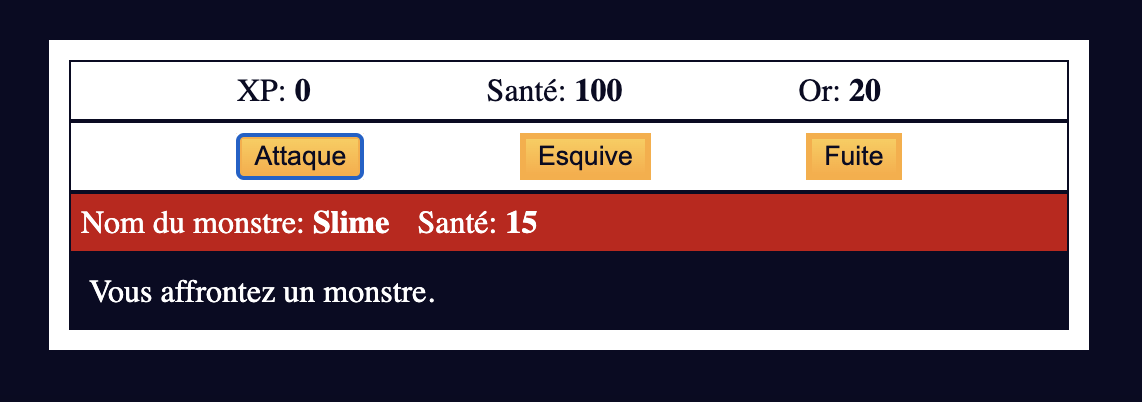 XP: 0 Santé: 100 Or: 20
Attaque Esquive Fuite
Nom du monstre: Slime Santé: 15
Vous affrontez un monstre.